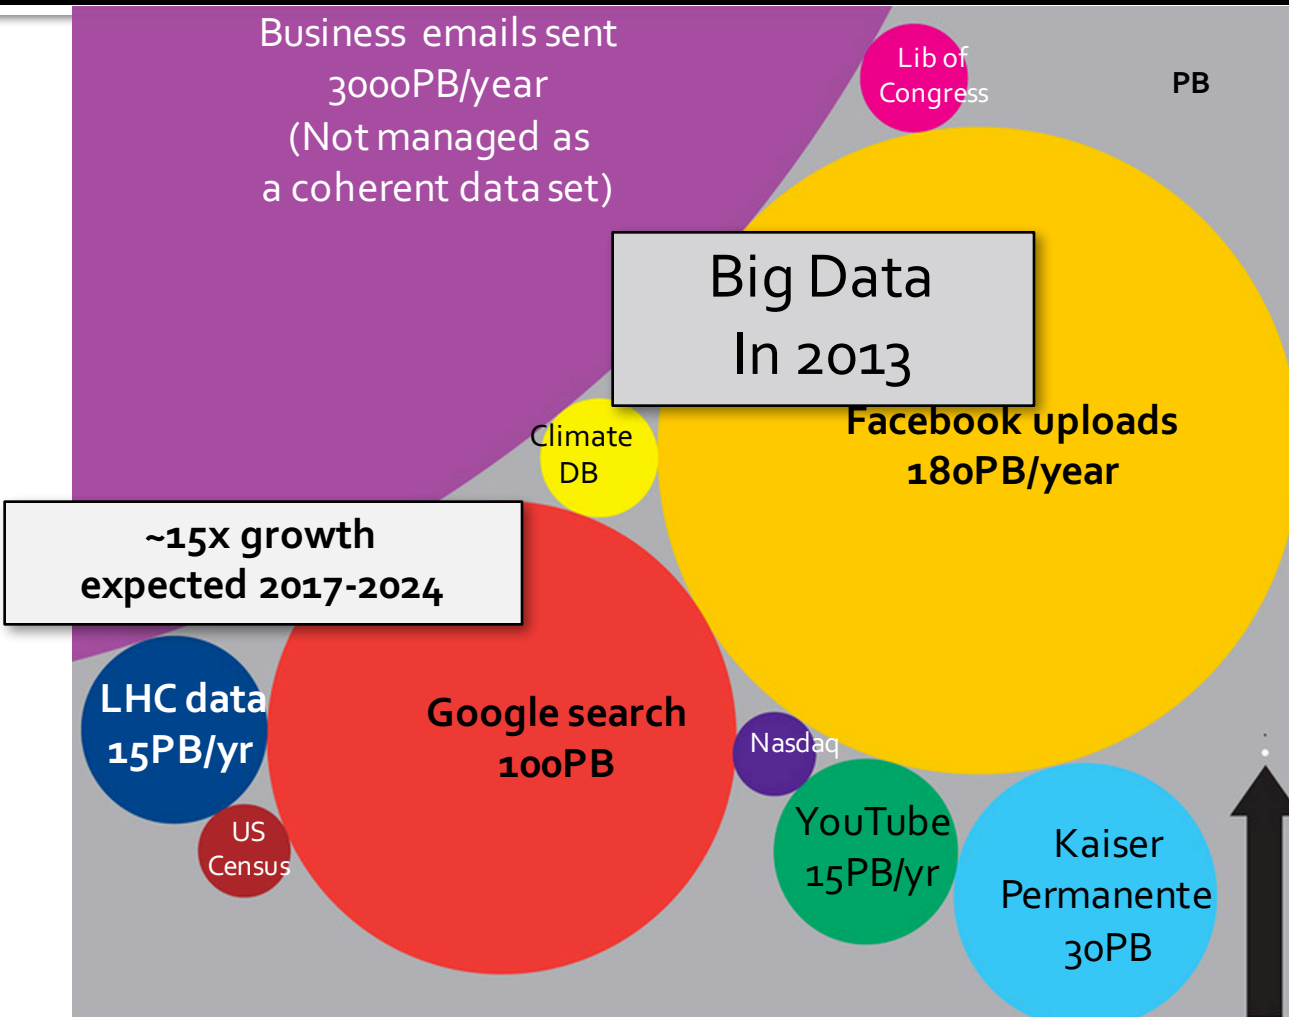 Business emails sent
3000PB/year
(Not managed as
a coherent data set)
Lib of
Congress
PB
Big Data
In 2013
Facebook uploads
180PB/year
Climate
DB
~15x growth
expected 2017-2024
LHC data
15PB/yr
Google search
100PB
Nasdaq
US
Census
YouTube
15PB/yr
Kaiser
Permanente
30PB